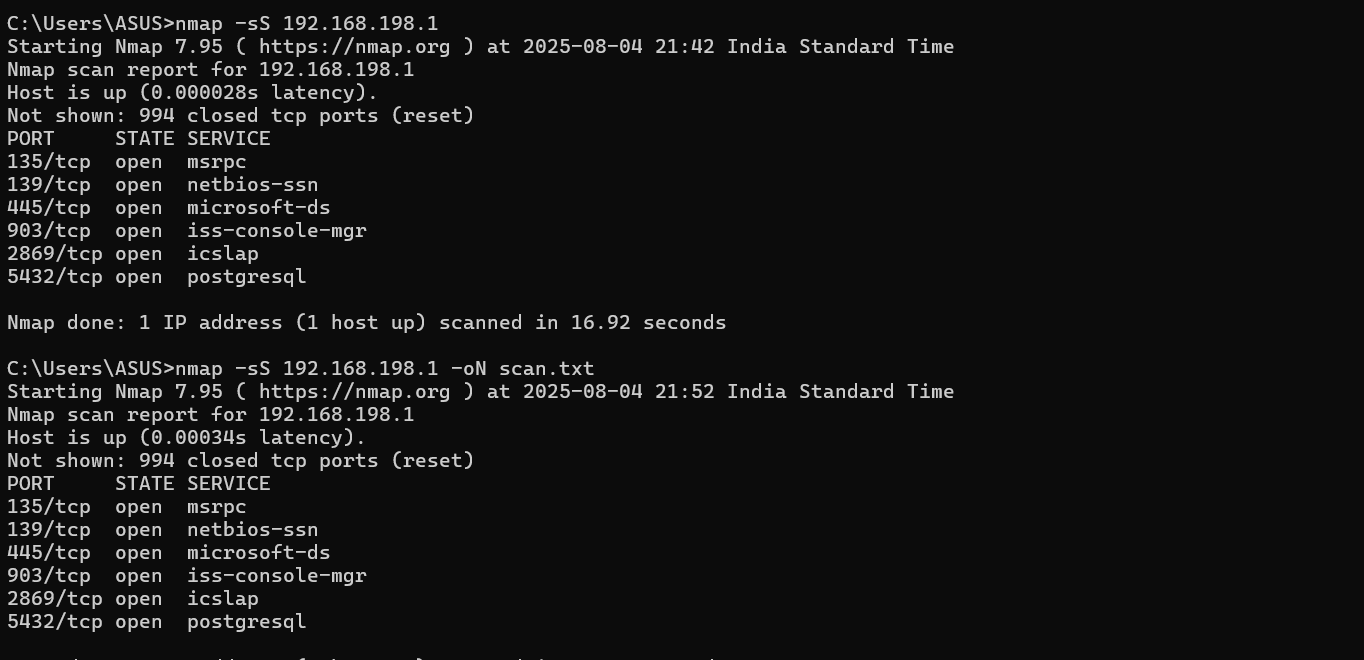 C:\Users\ASUS>nmap -sS 192.168.198.1
Starting Nmap 7.95 ( https://nmap.org ) at 2025-08-04 21:42 India Standard Time
Nmap scan report for 192.168.198.1
Host is up (0.000028s latency).
Not shown: 994 closed tcp ports (reset)
PORT     STATE SERVICE
135/tcp  open  msrpc
139/tcp  open  netbios-ssn
445/tcp  open  microsoft-ds
903/tcp  open  iss-console-mgr
2869/tcp open  icslap
5432/tcp open  postgresql
Nmap done: 1 IP address (1 host up) scanned in 16.92 seconds
C:\Users\ASUS>nmap -sS 192.168.198.1 -oN scan.txt
Starting Nmap 7.95 ( https://nmap.org ) at 2025-08-04 21:52 India Standard Time
Nmap scan report for 192.168.198.1
Host is up (0.00034s latency).
Not shown: 994 closed tcp ports (reset)
PORT     STATE SERVICE
135/tcp  open  msrpc
139/tcp  open  netbios-ssn
445/tcp  open  microsoft-ds
903/tcp  open  iss-console-mgr
2869/tcp open  icslap
5432/tcp open  postgresql